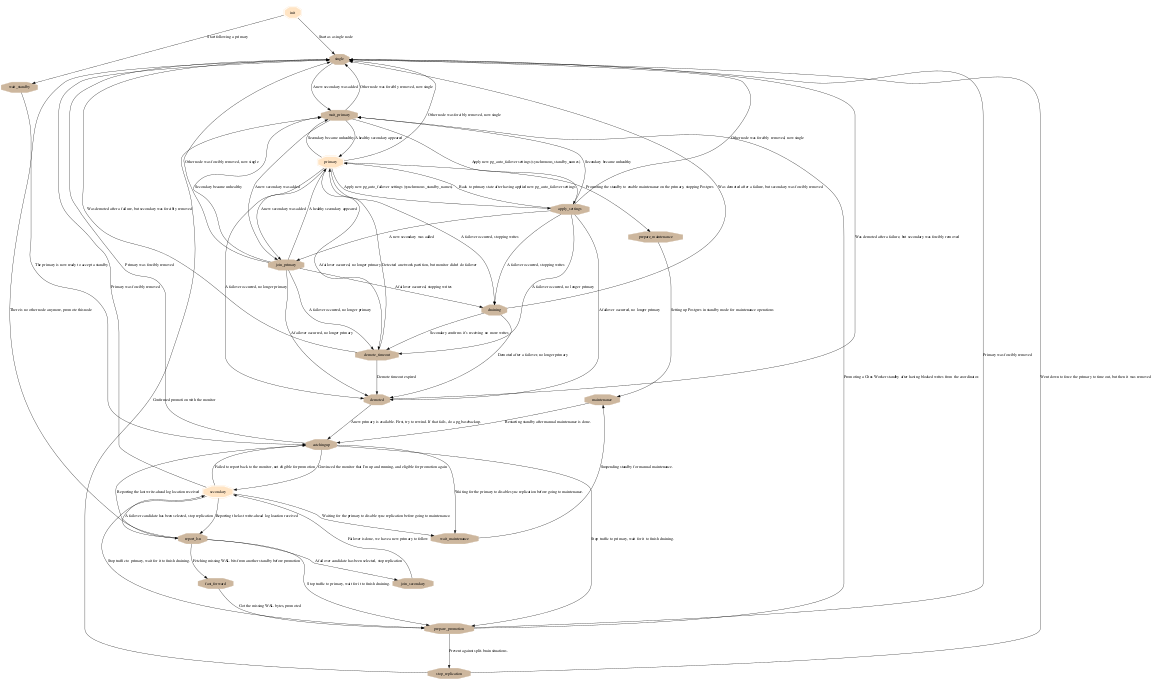 init
Start following a primary
Start as a single node
single
wait_standby
A new secondary was added
Other node was forcibly removed, now single
wait_primary
Other node was forcibly removed, now single
Secondary became unhealthy
A healthy secondary appeared
Other node was forcibly removed, now single
Other node was forcibly removed, now single
Apply new pg_auto_failover settings (synchronous_standby_names)
Secondary became unhealthy
primary
Secondary became unhealthy
A new secondary was added
Apply new pg_auto_failover settings (synchronous_standby_names)
Back to primary state after having applied new pg_auto_failover settings
Promoting the standby to enable maintenance on the primary, stopping Postgres
Was demoted after a failure, but secondary was forcibly removed
Was demoted after a failure, but secondary was forcibly removed
A new secondary was added
A healthy secondary appeared
apply_settings
A new secondary was added
A failover occurred, stopping writes
prepare_maintenance
Was demoted after a failure, but secondary was forcibly removed
The primary is now ready to accept a standby
Primary was forcibly removed
join_primary
A failover occurred, no longer primary
Detected a network partition, but monitor didn't do failover
A failover occurred, stopping writes
Primary was forcibly removed
A failover occurred, no longer primary
A failover occurred, stopping writes
A failover occurred, no longer primary
There is no other node anymore, promote this node
A failover occurred, no longer primary
draining
A failover occurred, no longer primary
Setting up Postgres in standby mode for maintenance operations
A failover occurred, no longer primary
Secondary confirms it's receiving no more writes
demote_timeout
Demoted after a failover, no longer primary
Primary was forcibly removed
Demote timeout expired
Promoting a Citus Worker standby after having blocked writes from the coordinator.
Went down to force the primary to time out, but then it was removed
Confirmed promotion with the monitor
demoted
maintenance
A new primary is available. First, try to rewind. If that fails, do a pg_basebackup.
Restarting standby after manual maintenance is done.
catchingup
Failed to report back to the monitor, not eligible for promotion
Convinced the monitor that I'm up and running, and eligible for promotion again
Suspending standby for manual maintenance.
Reporting the last write-ahead log location received
secondary
Waiting for the primary to disable sync replication before going to maintenance.
A failover candidate has been selected, stop replication
Reporting the last write-ahead log location received
Waiting for the primary to disable sync replication before going to maintenance.
report_lsn
Failover is done, we have a new primary to follow
wait_maintenance
Stop traffic to primary, wait for it to finish draining.
Stop traffic to primary, wait for it to finish draining.
Fetching missing WAL bits from another standby before promotion
A failover candidate has been selected, stop replication
fast_forward
Stop traffic to primary, wait for it to finish draining.
join_secondary
Got the missing WAL bytes, promoted
prepare_promotion
Prevent against split-brain situations.
stop_replication